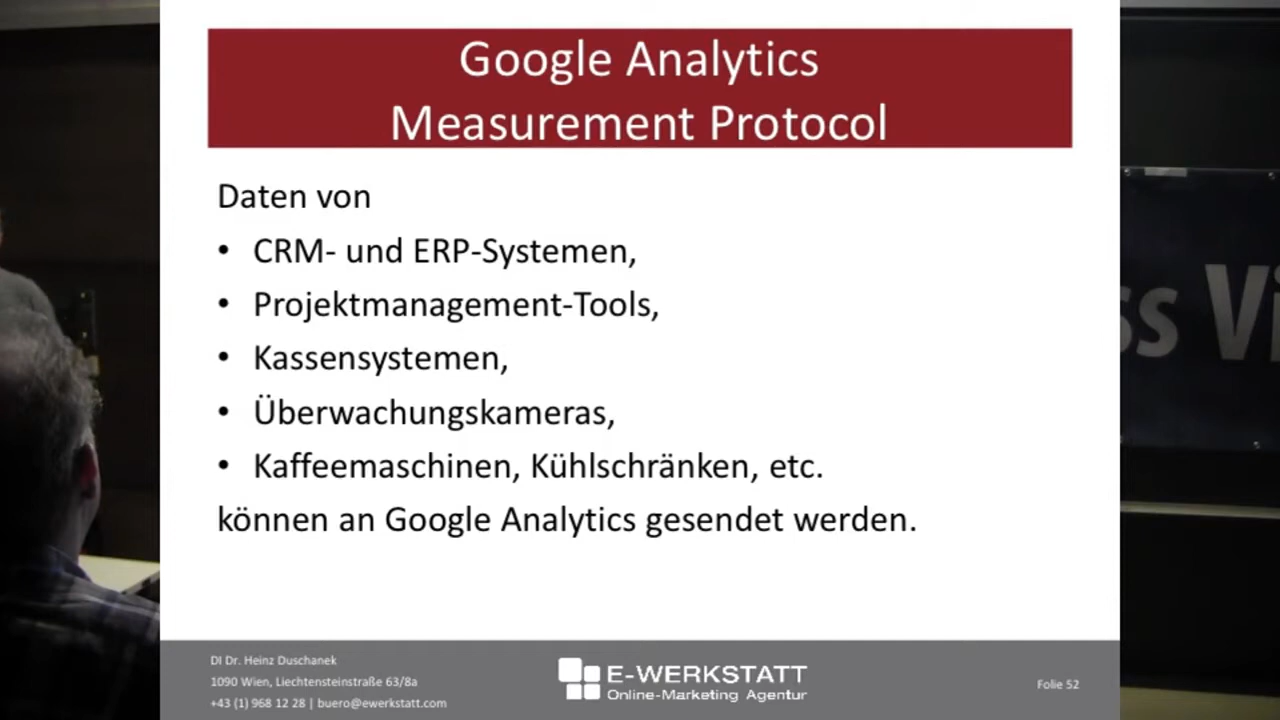 Google Analytics
Measurement Protocol
Daten von
• CRM- und ERP-Systemen,
• Projektmanagement-Tools,
• Kassensystemen,
• Überwachungskameras,
• Kaffeemaschinen, Kühlschränken, etc.
können an Google Analytics gesendet werden.
DI Dr. Heinz Duschanek
1090 Wien, Liechtensteinstraße 63/8a
+43 (1) 968 12 28 | buero@ewerkstatt.com
E-WERKSTATT
Online-Marketing Agentur
Folie 52